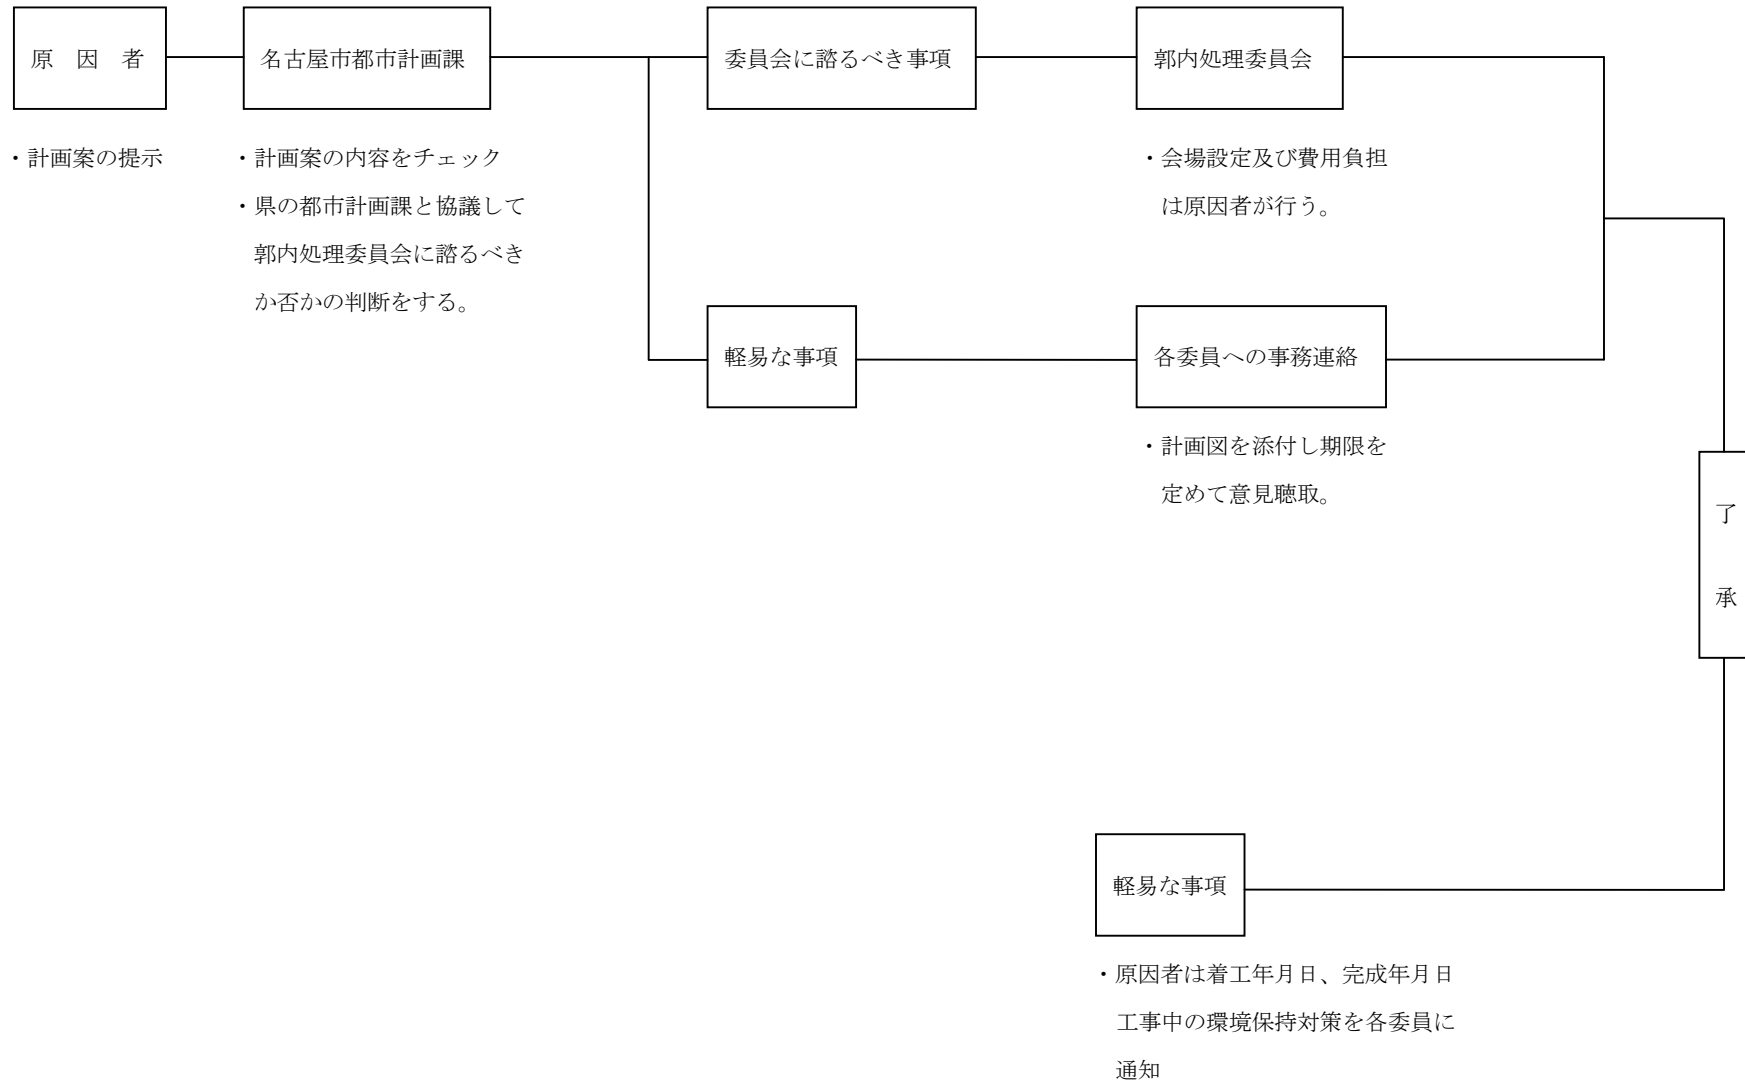 原　因　者
名古屋市都市計画課
委員会に諮るべき事項
郭内処理委員会
・計画案の提示
・計画案の内容をチェック
・県の都市計画課と協議して
郭内処理委員会に諮るべき
か否かの判断をする。
・会場設定及び費用負担
は原因者が行う。
軽易な事項
各委員への事務連絡
・計画図を添付し期限を
定めて意見聴取。
了
承
軽易な事項
・原因者は着工年月日、完成年月日
工事中の環境保持対策を各委員に
通知